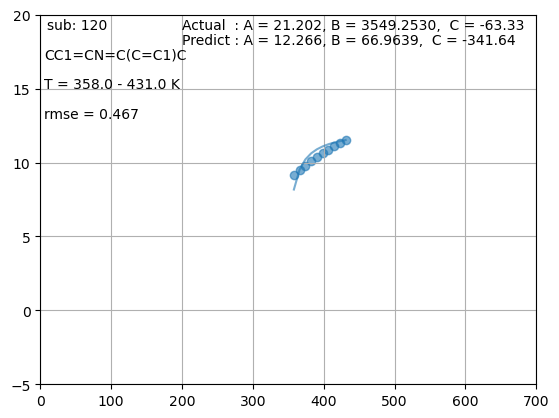 sub: 120
Actual  : A = 21.202, B = 3549.2530,  C = -63.33
Predict : A = 12.266, B = 66.9639,  C = -341.64
CC1=CN=C(C=C1)C
T = 358.0 - 431.0 K
rmse = 0.467
20
15
10
5
0
−5
0 100 200 300 400 500 600 700